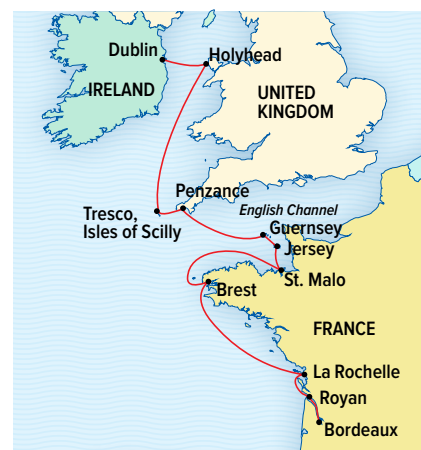 Dublin
Holyhead
IRELAND
UNITED
KINGDOM
Penzance
Tresco,
Isles of Scilly
English Channel
Guernsey
Jersey
St. Malo
Brest
FRANCE
La Rochelle
Royan
Bordeaux